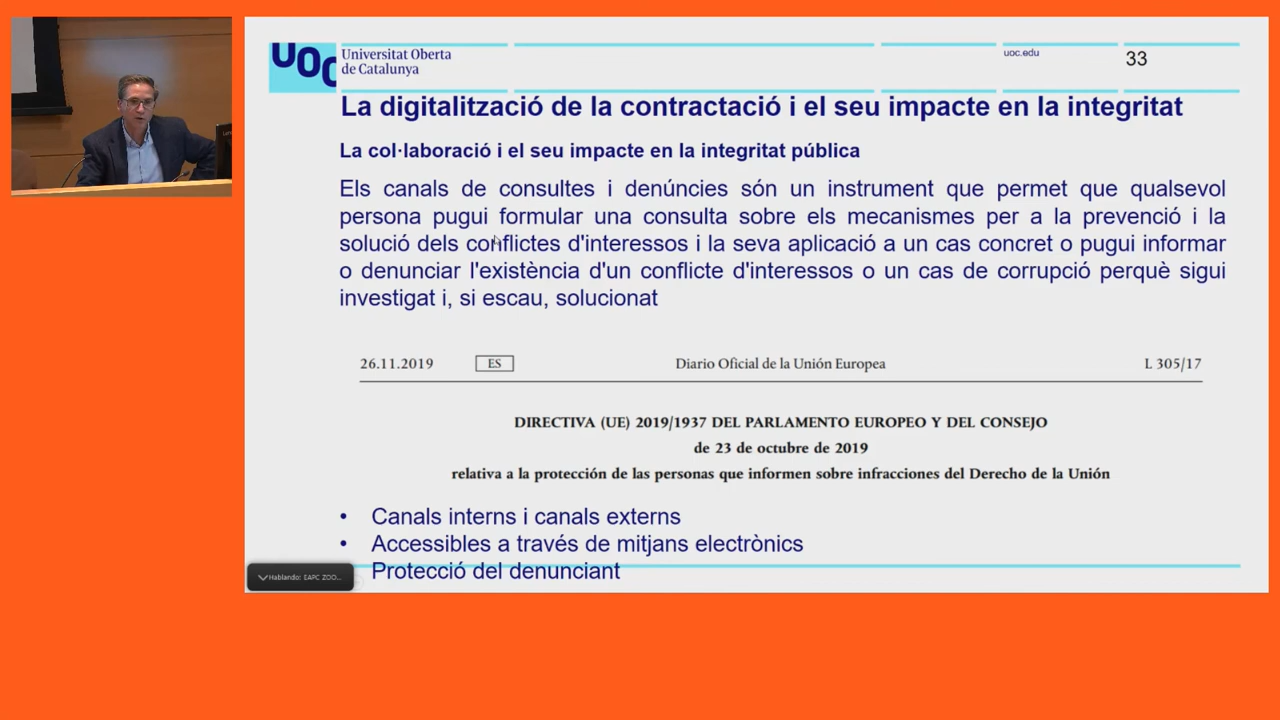 UOC
Universitat Oberta
de Catalunya
uoc.edu
33
La digitalització de la contractació i el seu impacte en la integritat
La col·laboració i el seu impacte en la integritat pública
Els canals de consultes i denúncies són un instrument que permet que qualsevol
persona pugui formular una consulta sobre els mecanismes per a la prevenció i la
solució dels conflictes d'interessos i la seva aplicació a un cas concret o pugui informar
o denunciar l'existència d'un conflicte d'interessos o un cas de corrupció perquè sigui
investigat i, si escau, solucionat
26.11.2019 ES Diario Oficial de la Unión Europea L 305/17
DIRECTIVA (UE) 2019/1937 DEL PARLAMENTO EUROPEO Y DEL CONSEJO
de 23 de octubre de 2019
relativa a la protección de las personas que informen sobre infracciones del Derecho de la Unión
• Canals interns i canals externs
• Accessibles a través de mitjans electrònics
Protecció del denunciant
Hablando: EAPC ZOO...